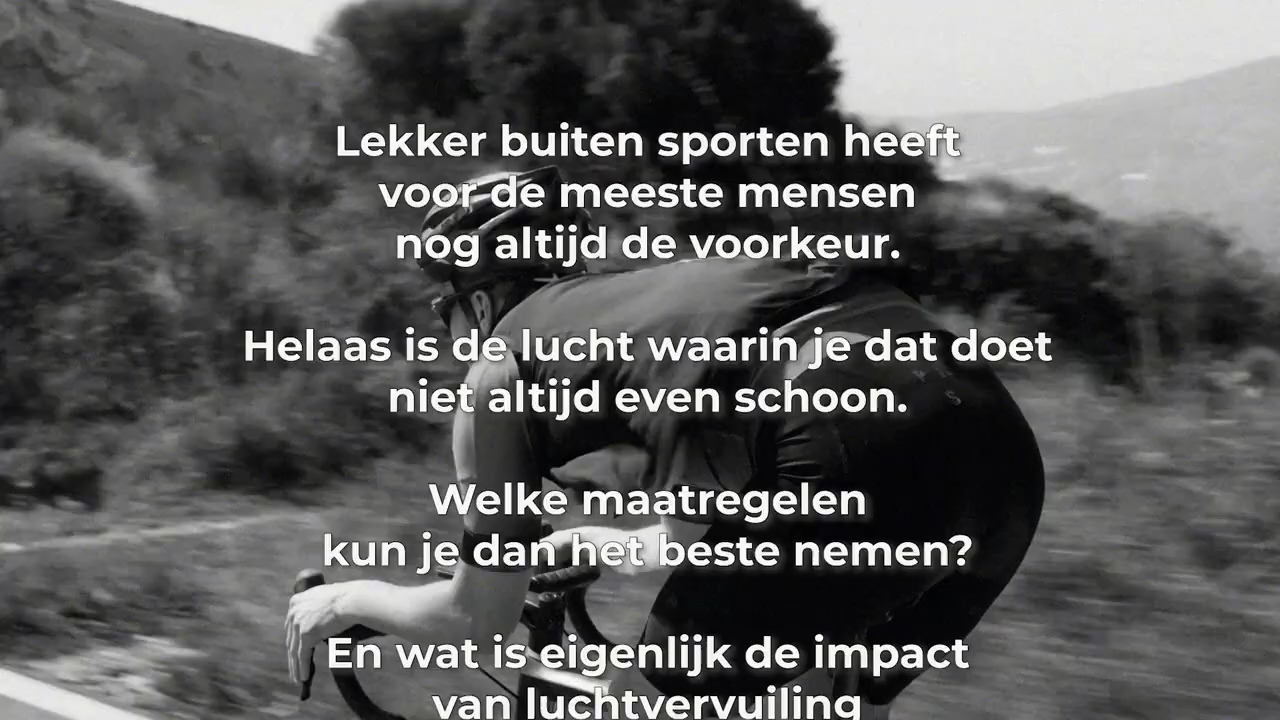 Lekker buiten sporten heeft
voor de meeste mensen
nog altijd de voorkeur.
Helaas is de lucht waarin je dat doet
niet altijd even schoon.
Welke maatregelen
kun je dan het beste nemen?
En wat is eigenlijk de impact
van luchtvervuiling